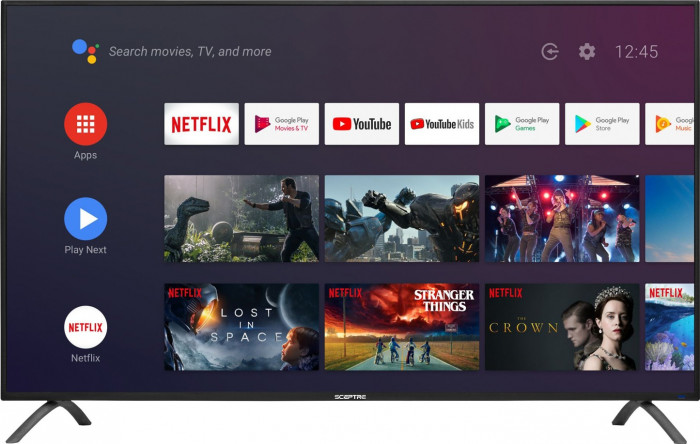 Search movies, TV, and more
12:45
Apps
NETFLIX
Google Play
Movies & TV
YouTube
YouTube Kids
Google Play
Games
Google Play
Store
Google Play
Music
Play Next
NETFLIX
Netflix
NETFLIX
LOST
IN
SPACE
NETFLIX
STRANGER
THINGS
NETFLIX
THE
CROWN
NETFLIX
SCEPTRE